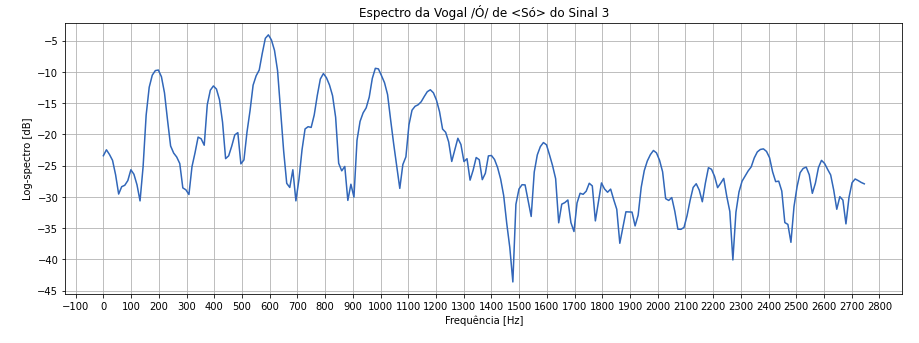 Espectro da Vogal /Ó/ de <Só> do Sinal 3
Log-spectro [dB]
−5
−10
−15
−20
−25
−30
−35
−40
−45
−100 0 100 200 300 400 500 600 700 800 900 1000 1100 1200 1300 1400 1500 1600 1700 1800 1900 2000 2100 2200 2300 2400 2500 2600 2700 2800
Frequência [Hz]